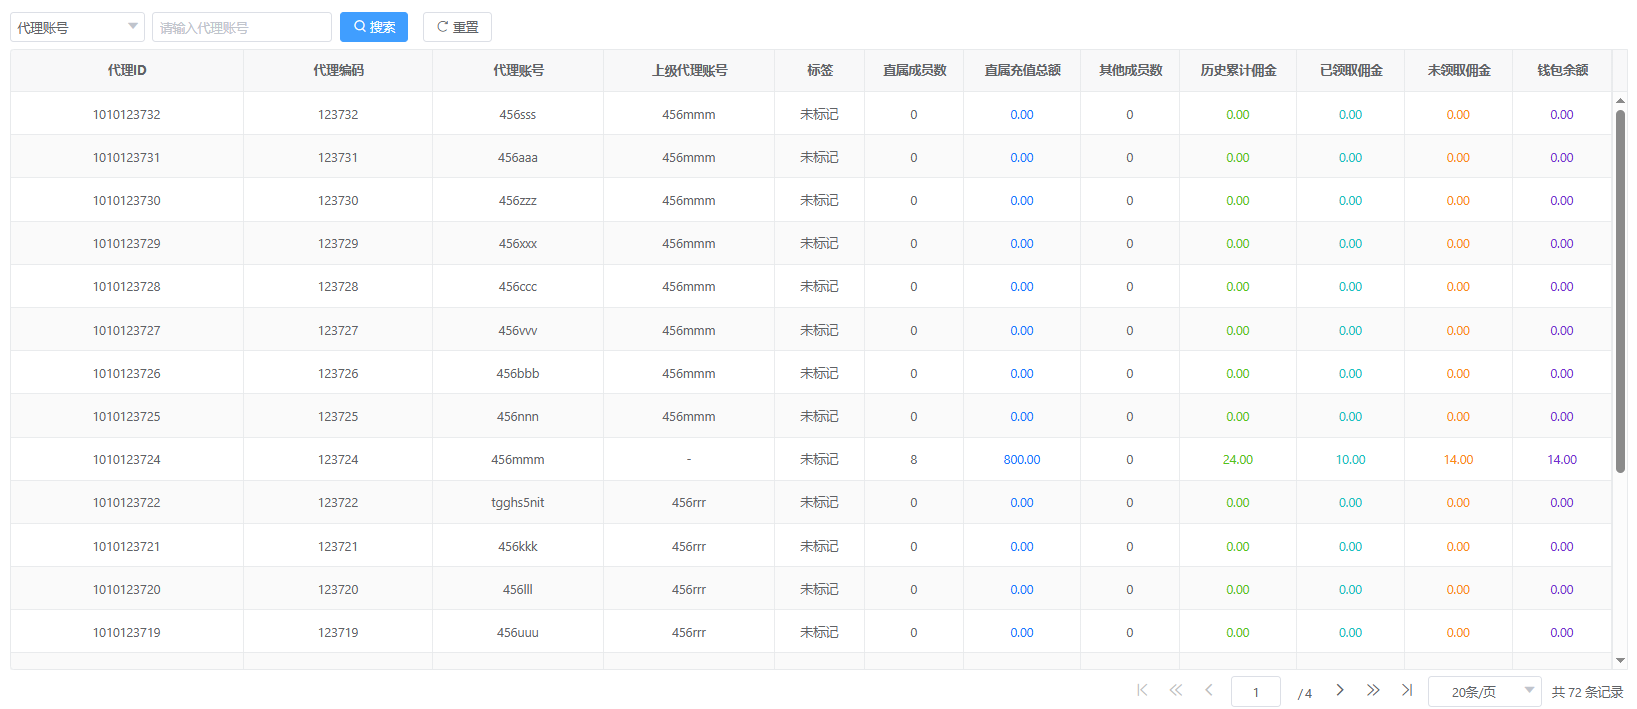 代理账号 请输入代理账号 搜索 重置
代理ID 代理编码 代理账号 上级代理账号 标签 直属成员数 直属充值总额 其他成员数 历史累计佣金 已领取佣金 未领取佣金 钱包余额
1010123732 123732 456sss 456mmm 未标记 0 0.00 0 0.00 0.00 0.00 0.00
1010123731 123731 456aaa 456mmm 未标记 0 0.00 0 0.00 0.00 0.00 0.00
1010123730 123730 456zzz 456mmm 未标记 0 0.00 0 0.00 0.00 0.00 0.00
1010123729 123729 456xxx 456mmm 未标记 0 0.00 0 0.00 0.00 0.00 0.00
1010123728 123728 456ccc 456mmm 未标记 0 0.00 0 0.00 0.00 0.00 0.00
1010123727 123727 456vvv 456mmm 未标记 0 0.00 0 0.00 0.00 0.00 0.00
1010123726 123726 456bbb 456mmm 未标记 0 0.00 0 0.00 0.00 0.00 0.00
1010123725 123725 456nnn 456mmm 未标记 0 0.00 0 0.00 0.00 0.00 0.00
1010123724 123724 456mmm - 未标记 8 800.00 0 24.00 10.00 14.00 14.00
1010123722 123722 tgghs5nit 456rrr 未标记 0 0.00 0 0.00 0.00 0.00 0.00
1010123721 123721 456kkk 456rrr 未标记 0 0.00 0 0.00 0.00 0.00 0.00
1010123720 123720 456lll 456rrr 未标记 0 0.00 0 0.00 0.00 0.00 0.00
1010123719 123719 456uuu 456rrr 未标记 0 0.00 0 0.00 0.00 0.00 0.00
1 / 4 20条/页 共 72 条记录